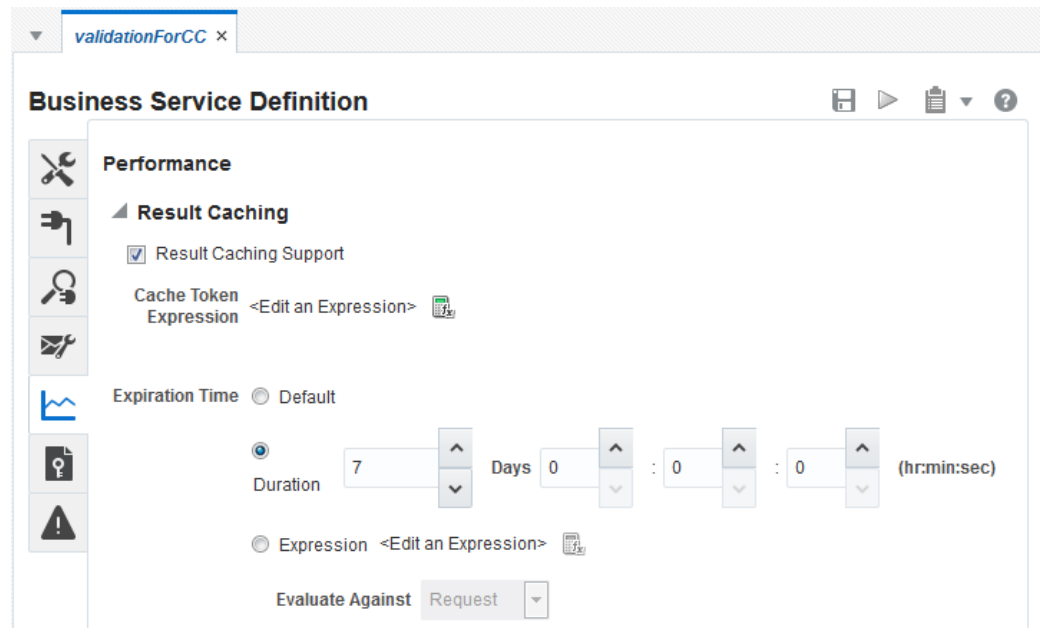 validationForCC ×
Business Service Definition
Performance
Result Caching
Result Caching Support
Cache Token Expression <Edit an Expression>
Expiration Time Default
Duration 7 Days 0 : 0 : 0 (hr:min:sec)
Expression <Edit an Expression>
Evaluate Against Request